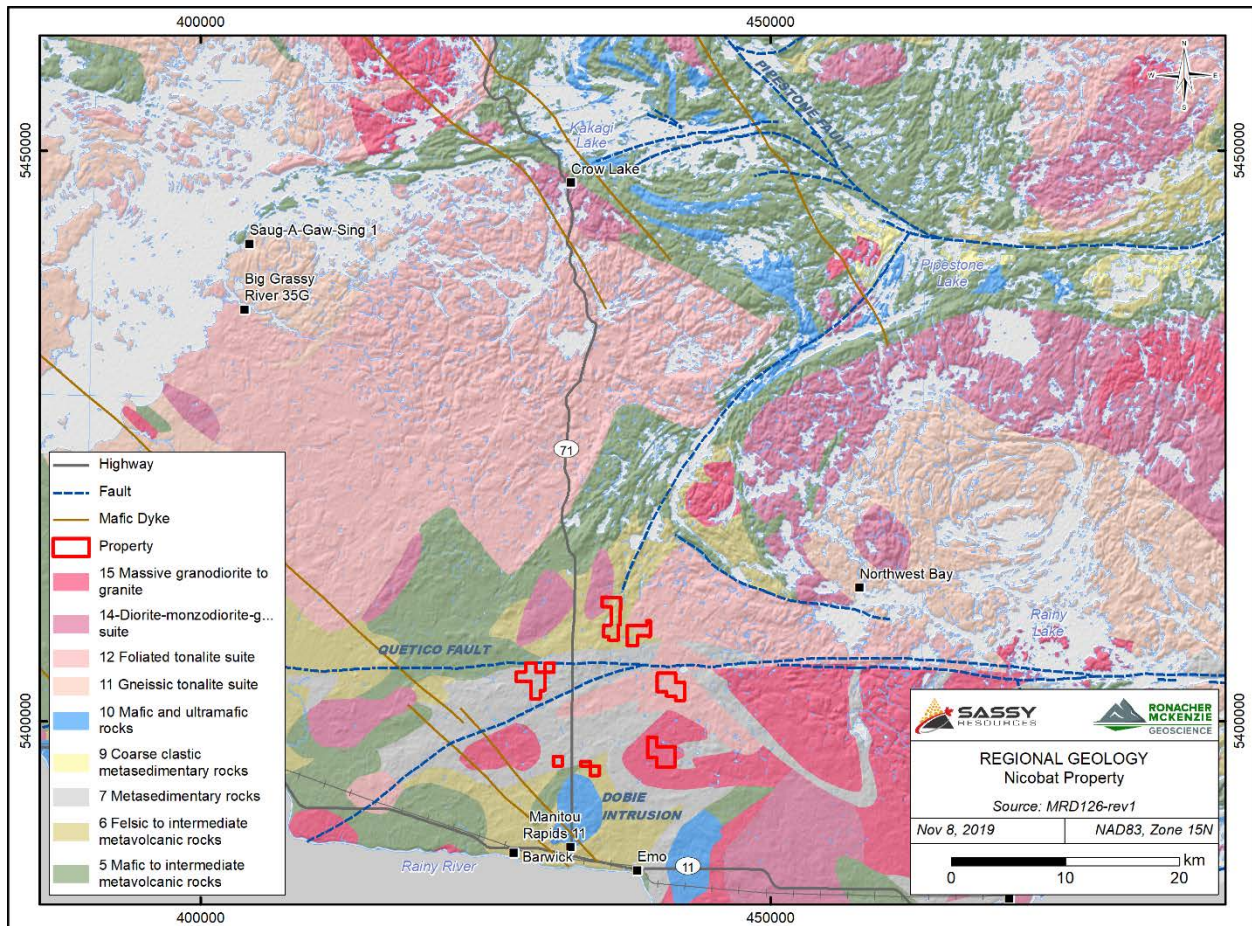 400000
450000
N
W
E
S
PIPESTONE FAULT
Kakagi
Lake
5450000
5450000
Crow Lake
Saug-A-Gaw-Sing 1
Big Grassy
River 35G
Pipestone
Lake
71
Northwest Bay
Rainy
Lake
QUETICO FAULT
5400000
5400000
DOBIE
INTRUSION
Manitou
Rapids 11
Barwick
Emo
Rainy River
11
Highway
Fault
Mafic Dyke
Property
15 Massive granodiorite to
granite
14-Diorite-monzodiorite-g...
suite
12 Foliated tonalite suite
11 Gneissic tonalite suite
10 Mafic and ultramafic
rocks
9 Coarse clastic
metasedimentary rocks
7 Metasedimentary rocks
6 Felsic to intermediate
metavolcanic rocks
5 Mafic to intermediate
metavolcanic rocks
SASSY
RESOURCES
RONACHER
MCKENZIE
GEOSCIENCE
REGIONAL GEOLOGY
Nicobat Property
Source: MRD126-rev1
Nov 8, 2019
NAD83, Zone 15N
km
0
10
20
400000
450000